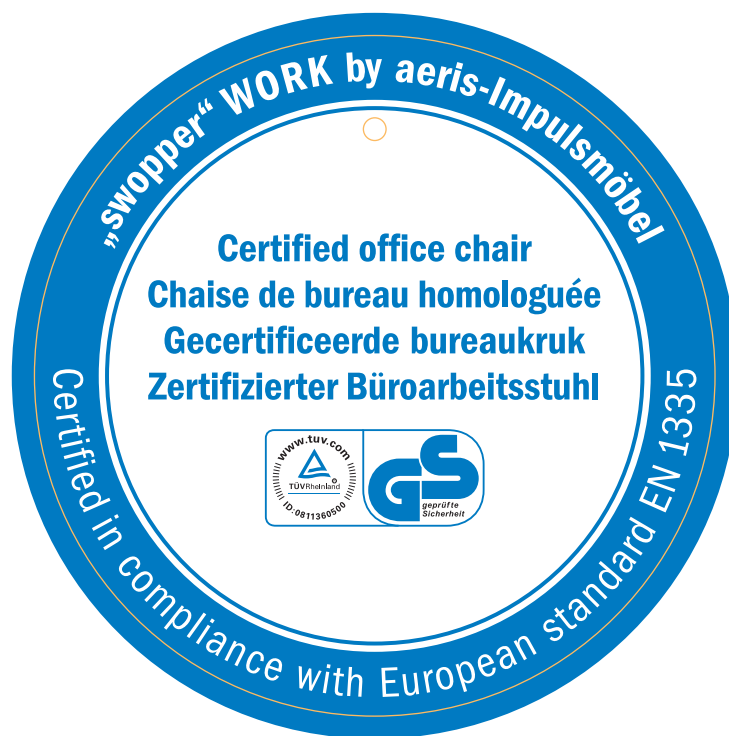 „swopper“ WORK by aeris-Impulsmöbel
Certified office chair
Chaise de bureau homologuée
Gecertificeerde bureaukruk
Zertifizierter Büroarbeitsstuhl
www.tuv.com
TÜVRheinland
®
ID:0811360500
GS
geprüfte
Sicherheit
Certified in compliance with European standard EN 1335